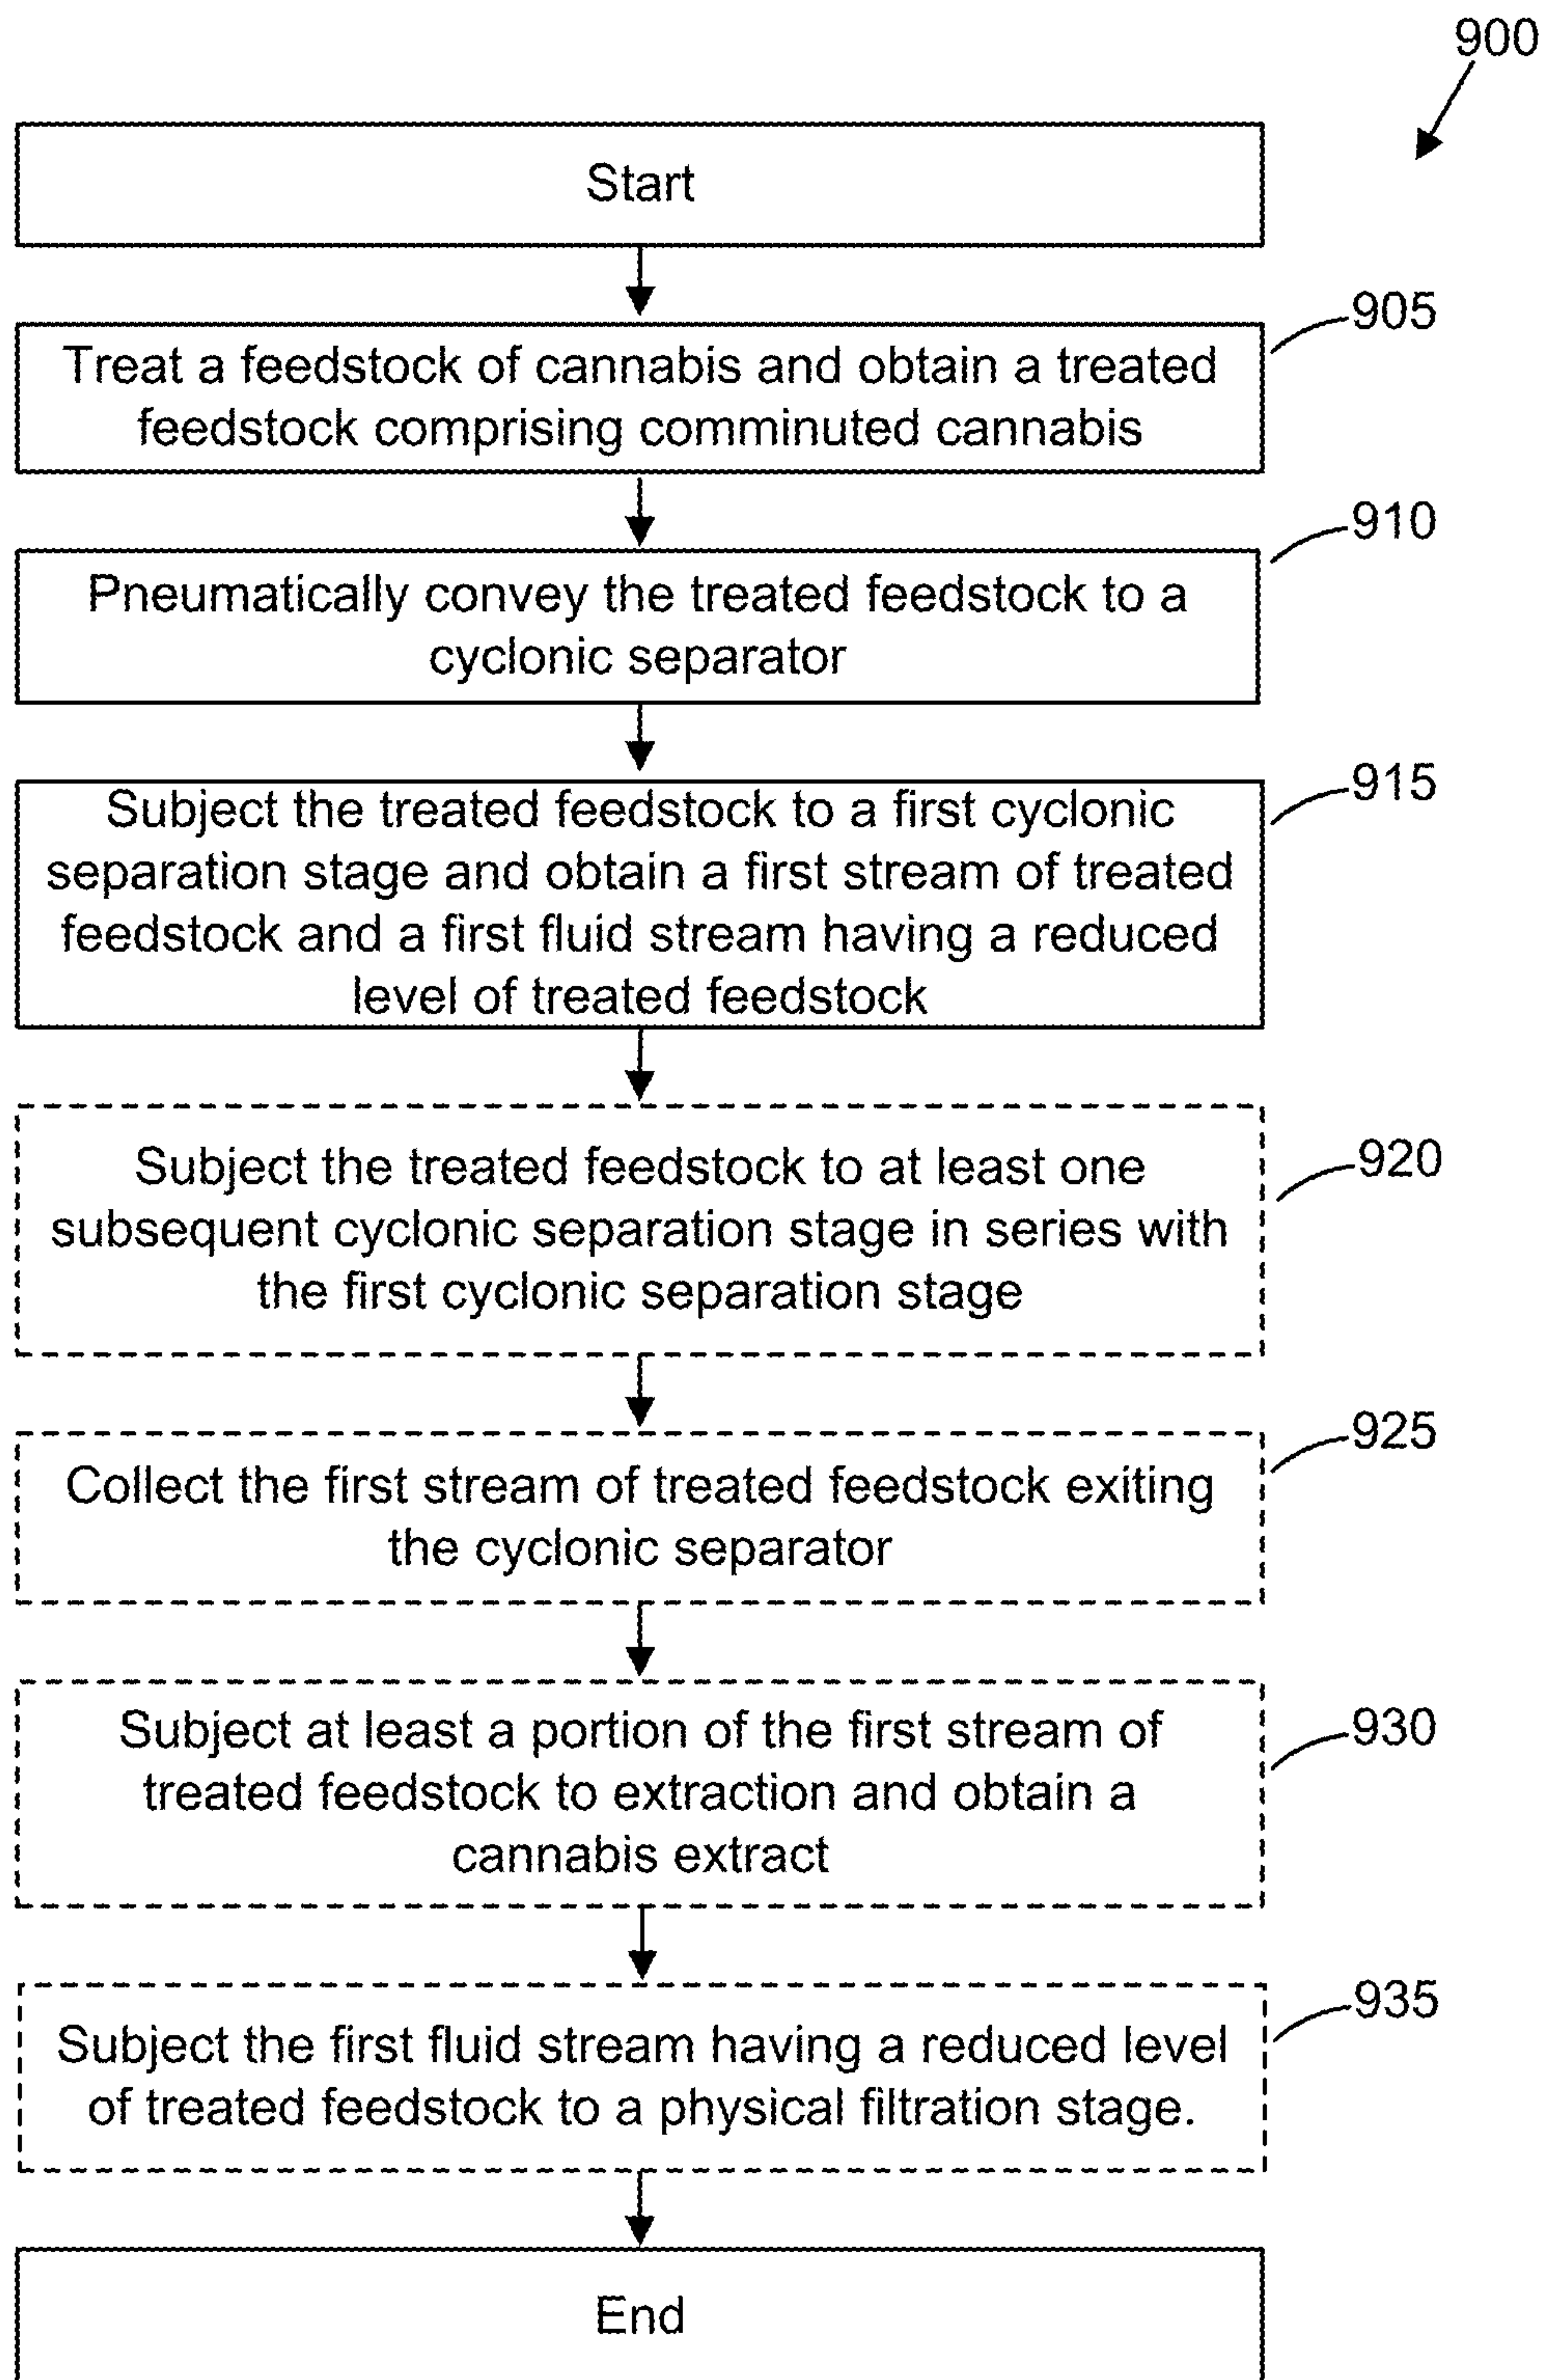 900
Start
905
Treat a feedstock of cannabis and obtain a treated
feedstock comprising comminuted cannabis
910
Pneumatically convey the treated feedstock to a
cyclonic separator
915
Subject the treated feedstock to a first cyclonic
separation stage and obtain a first stream of treated
feedstock and a first fluid stream having a reduced
level of treated feedstock
920
Subject the treated feedstock to at least one
subsequent cyclonic separation stage in series with
the first cyclonic separation stage
925
Collect the first stream of treated feedstock exiting
the cyclonic separator
930
Subject at least a portion of the first stream of
treated feedstock to extraction and obtain a
cannabis extract
935
Subject the first fluid stream having a reduced level
of treated feedstock to a physical filtration stage.
End